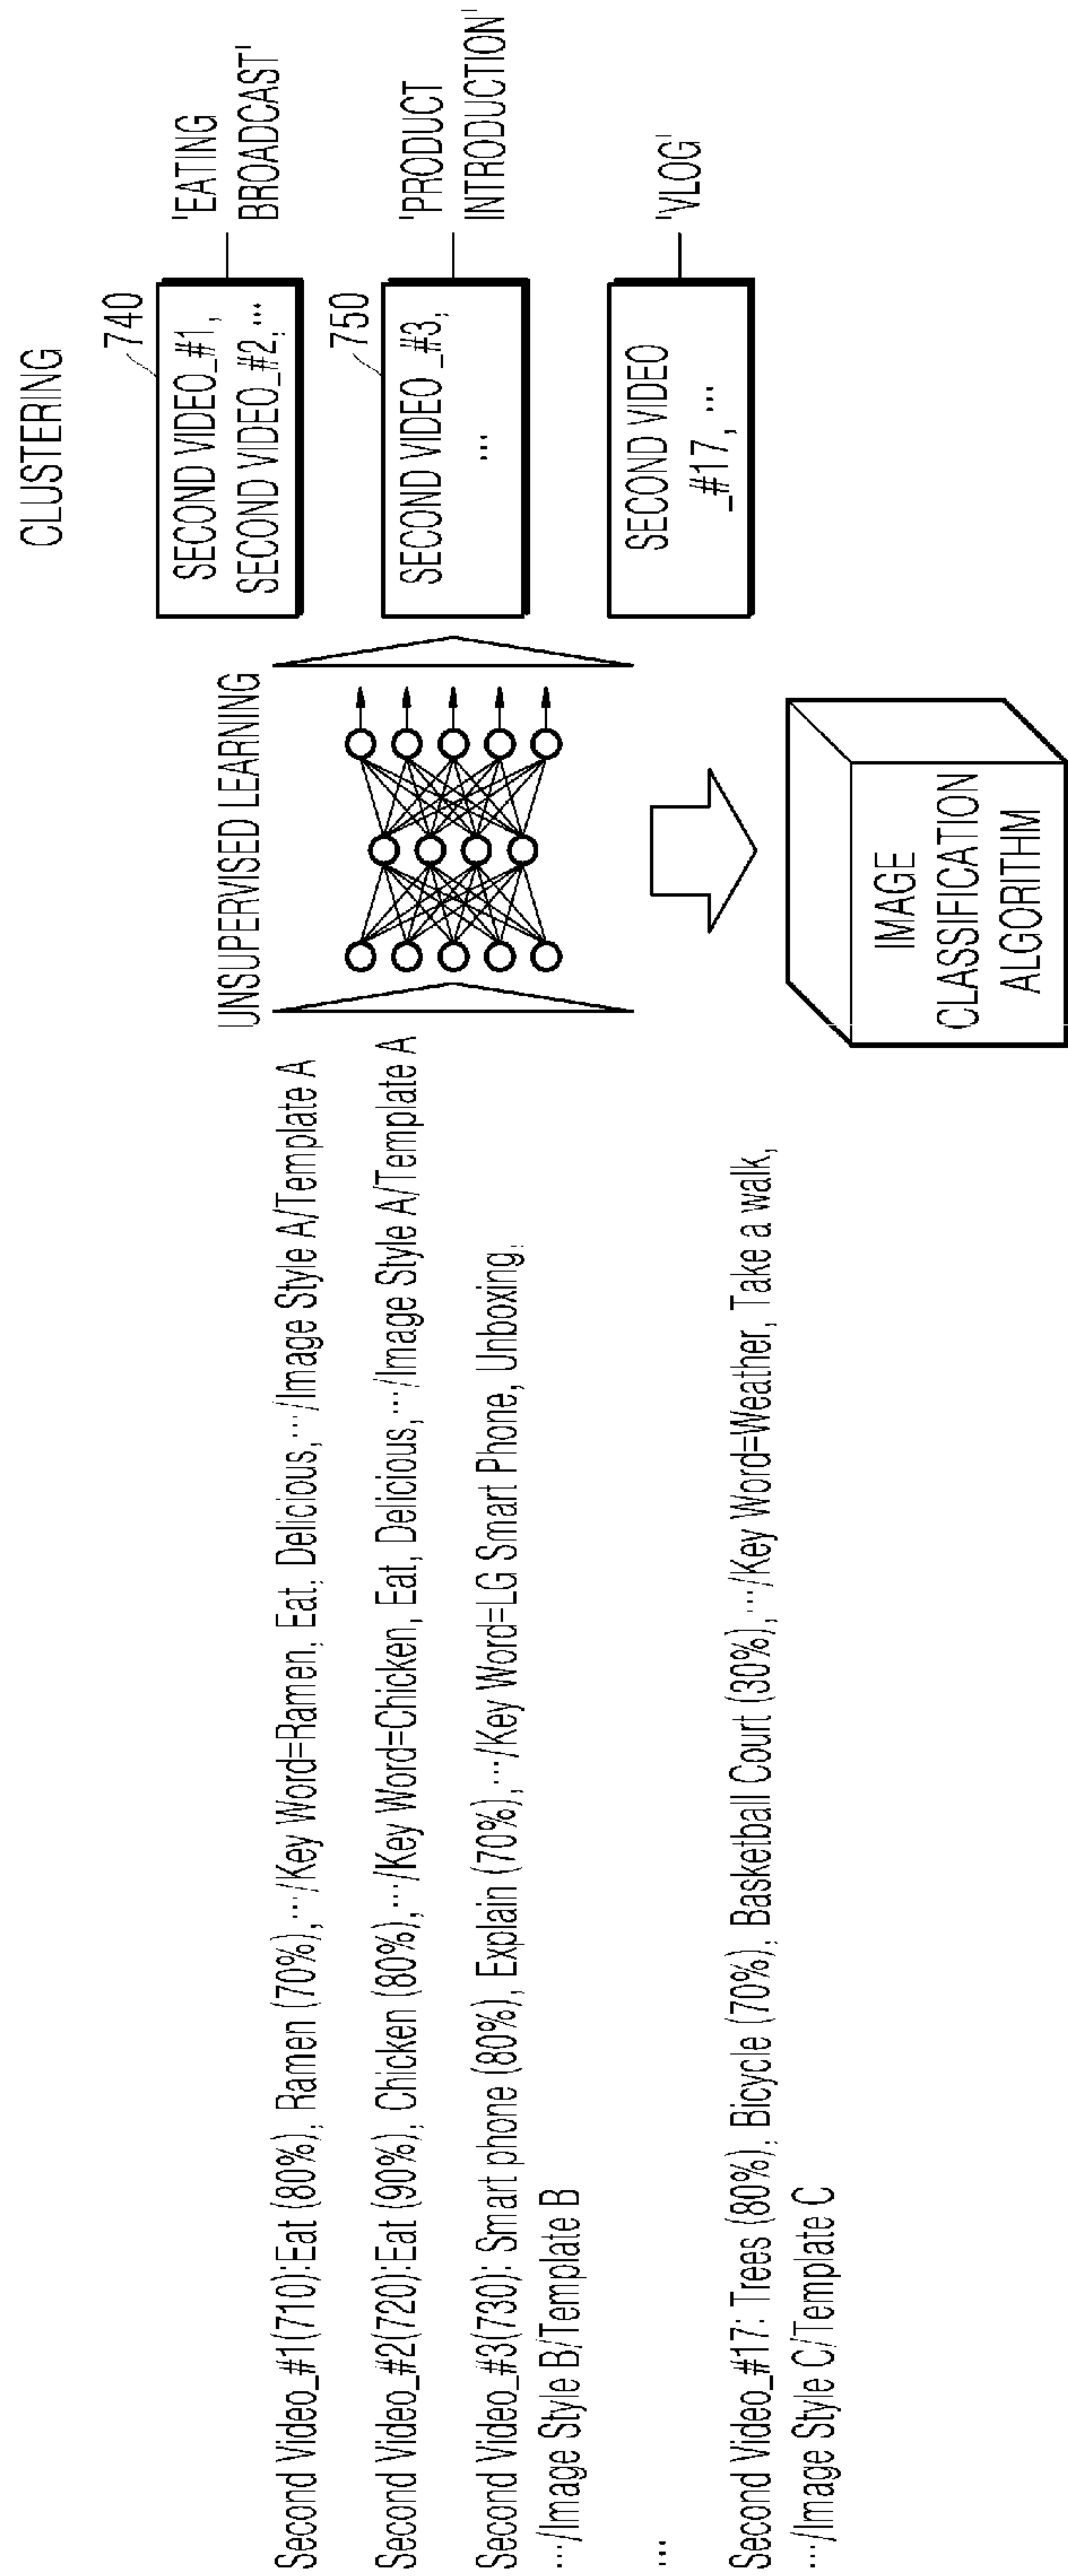 Second Video_#1(710):Eat (80%), Ramen (70%),···/Key Word=Ramen, Eat, Delicious,···/Image Style A/Template A
Second Video_#2(720):Eat (90%), Chicken (80%),···/Key Word=Chicken, Eat, Delicious,···/Image Style A/Template A
Second Video_#3(730): Smart phone (80%), Explain (70%),···/Key Word=LG Smart Phone, Unboxing,
···/Image Style B/Template B
...
Second Video_#17: Trees (80%), Bicycle (70%), Basketball Court (30%),···/Key Word=Weather, Take a walk,
···/Image Style C/Template C
UNSUPERVISED LEARNING
IMAGE
CLASSIFICATION
ALGORITHM
CLUSTERING
740
SECOND VIDEO_#1,
SECOND VIDEO_#2, ...
'EATING
BROADCAST'
750
SECOND VIDEO _#3,
...
'PRODUCT
INTRODUCTION'
SECOND VIDEO
_#17, ...
'VLOG'